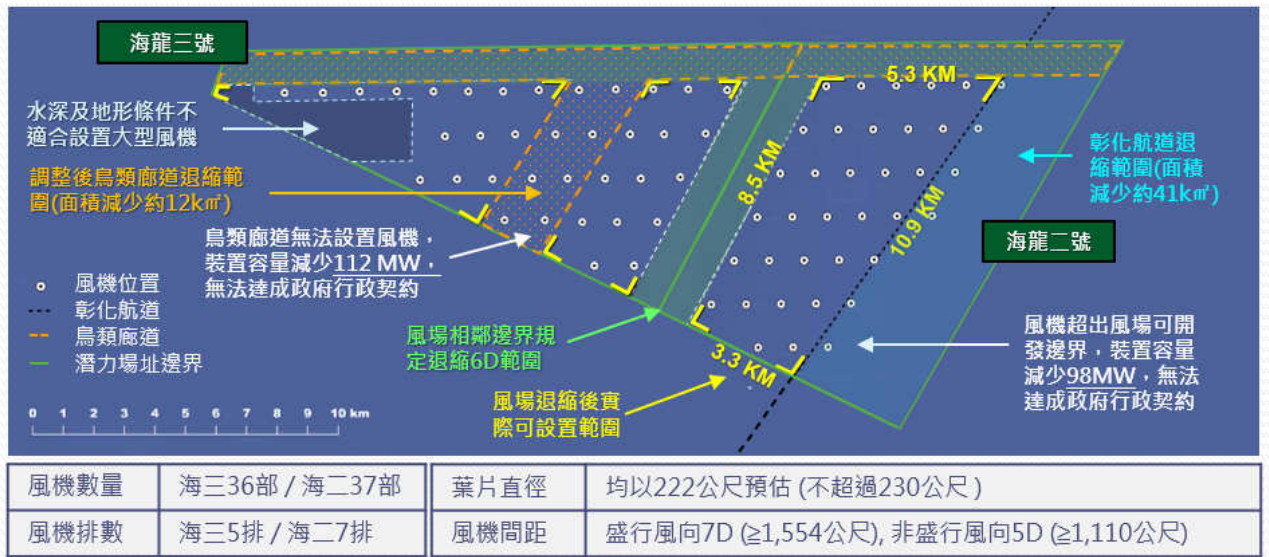 海龍三號
5.3 KM
水深及地形條件不
適合設置大型風機
彰化航道退
縮範圍(面積
減少約41k㎡)
調整後鳥類廊道退縮範
圍(面積減少約12k㎡)
8.5 KM
10.9 KM
海龍二號
鳥類廊道無法設置風機，
裝置容量減少112 MW，
無法達成政府行政契約
風機位置
彰化航道
鳥類廊道
潛力場址邊界
風場相鄰邊界規
定退縮6D範圍
3.3 KM
風機超出風場可開
發邊界，裝置容量
減少98MW，無法
達成政府行政契約
風場退縮後實
際可設置範圍
0 1 2 3 4 5 6 7 8 9 10 km
風機數量 海三36部 / 海二37部 葉片直徑 均以222公尺預估 (不超過230公尺 )
風機排數 海三5排 / 海二7排 風機間距 盛行風向7D (≧1,554公尺), 非盛行風向5D (≧1,110公尺)